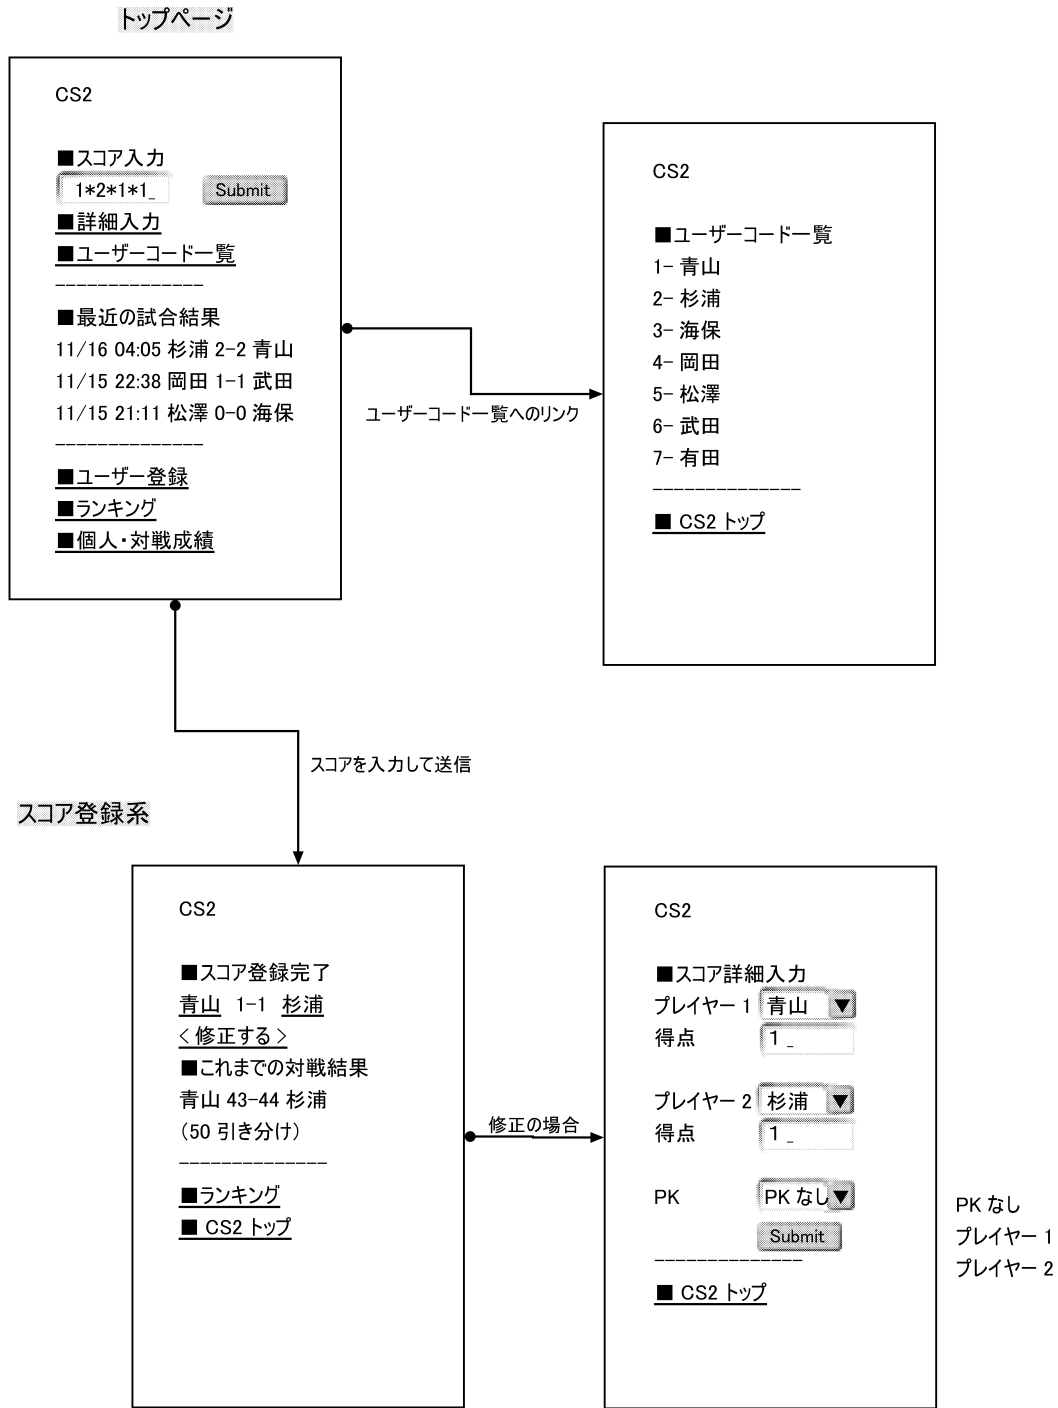 トップページ
CS2
■スコア入力
1*2*1*1_ Submit
■詳細入力
■ユーザーコード一覧
--------------
■最近の試合結果
11/16 04:05 杉浦 2-2 青山
11/15 22:38 岡田 1-1 武田
11/15 21:11 松澤 0-0 海保
--------------
■ユーザー登録
■ランキング
■個人・対戦成績
ユーザーコード一覧へのリンク
CS2
■ユーザーコード一覧
1- 青山
2- 杉浦
3- 海保
4- 岡田
5- 松澤
6- 武田
7- 有田
--------------
■ CS2 トップ
スコアを入力して送信
スコア登録系
CS2
■スコア登録完了
青山 1-1 杉浦
<修正する>
■これまでの対戦結果
青山 43-44 杉浦
(50 引き分け)
--------------
■ランキング
■ CS2 トップ
修正の場合
CS2
■スコア詳細入力
プレイヤー 1 青山 ▼
得点 1 _
プレイヤー 2 杉浦 ▼
得点 1 _
PK PK なし ▼
Submit
--------------
■ CS2 トップ
PK なし
プレイヤー 1
プレイヤー 2